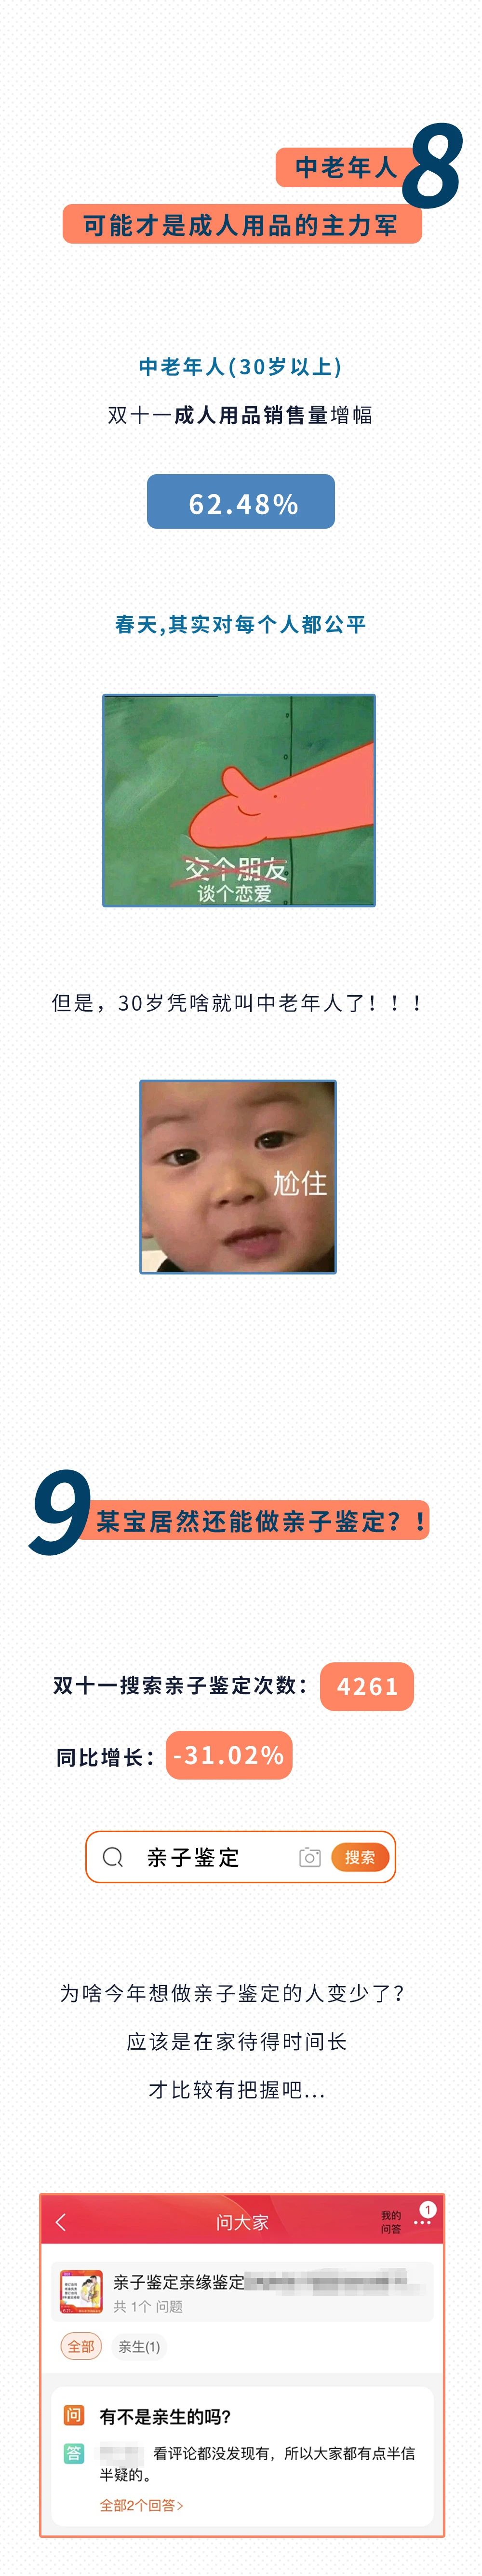 中老年人
8
可能才是成人用品的主力军
中老年人(30岁以上)
双十一成人用品销售量增幅
62.48%
春天,其实对每个人都公平
交个朋友
谈个恋爱
但是，30岁凭啥就叫中老年人了！！！
尬住
9
某宝居然还能做亲子鉴定？！
双十一搜索亲子鉴定次数：
4261
同比增长：
-31.02%
亲子鉴定
搜索
为啥今年想做亲子鉴定的人变少了？
应该是在家待得时间长
才比较有把握吧...
问大家
我的
问答
1
亲子鉴定亲缘鉴定
共 1个 问题
全部
亲生(1)
问
有不是亲生的吗?
答
看评论都没发现有，所以大家都有点半信
半疑的。
全部2个回答>